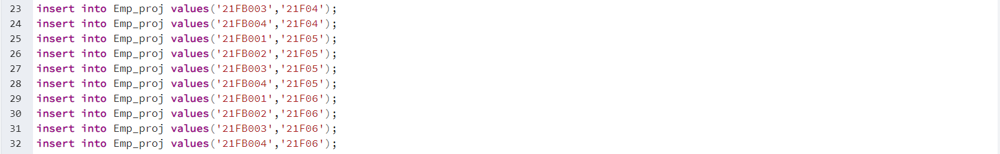 23 insert into Emp_proj values('21FB003','21F04');
24 insert into Emp_proj values('21FB004','21F04');
25 insert into Emp_proj values('21FB001','21F05');
26 insert into Emp_proj values('21FB002','21F05');
27 insert into Emp_proj values('21FB003','21F05');
28 insert into Emp_proj values('21FB004','21F05');
29 insert into Emp_proj values('21FB001','21F06');
30 insert into Emp_proj values('21FB002','21F06');
31 insert into Emp_proj values('21FB003','21F06');
32 insert into Emp_proj values('21FB004','21F06');